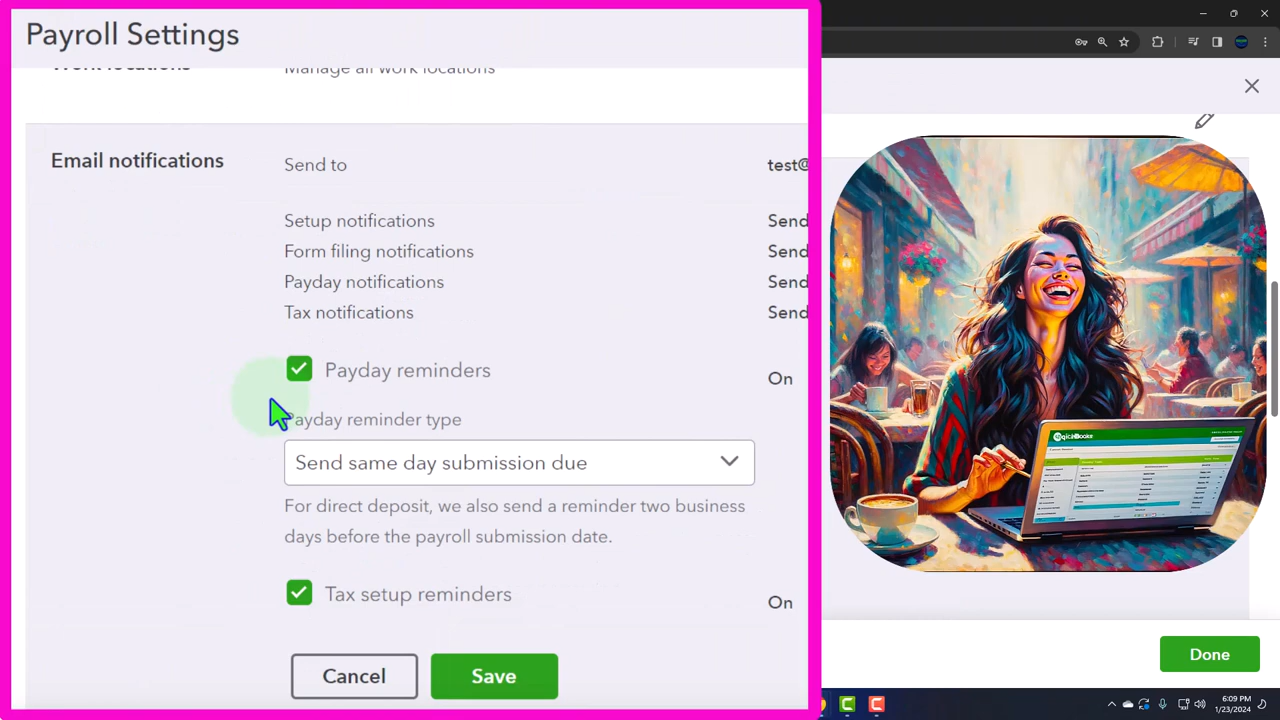 Payroll Settings
Work locations
Manage all work locations
Email notifications
Send to
test@
Setup notifications
Send
Form filing notifications
Send
Payday notifications
Send
Tax notifications
Send
Payday reminders
On
Payday reminder type
Send same day submission due
For direct deposit, we also send a reminder two business
days before the payroll submission date.
Tax setup reminders
On
Cancel
Save
Done
6:09 PM
1/23/2024